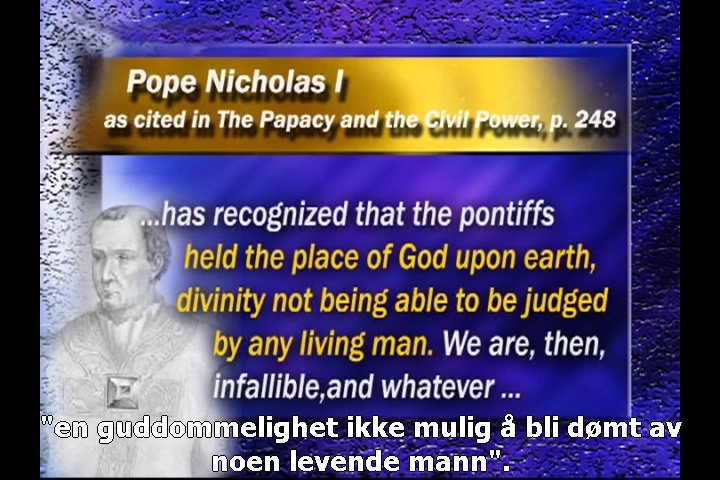 Pope Nicholas I
as cited in The Papacy and the Civil Power, p. 248
...has recognized that the pontiffs
held the place of God upon earth,
divinity not being able to be judged
by any living man. We are, then,
infallible,and whatever ...
"en guddommelighet ikke mulig å bli dømt av
noen levende mann".